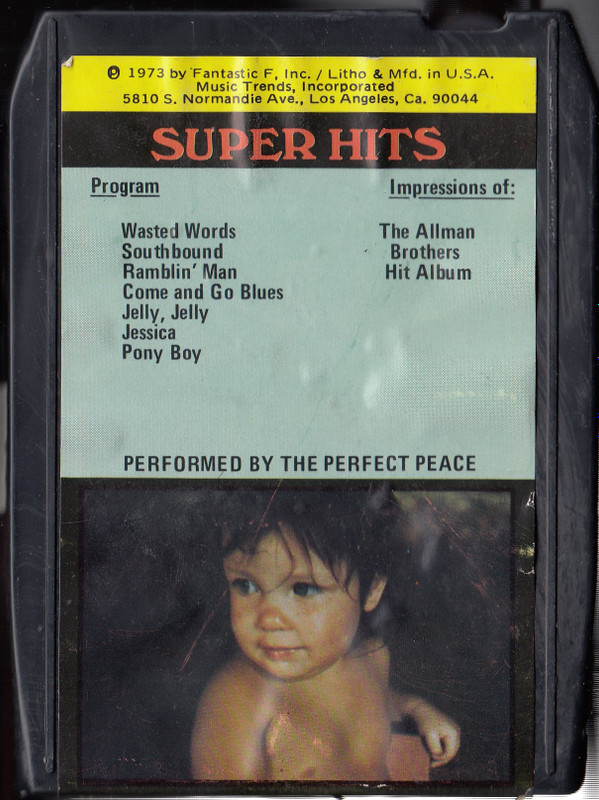 ℗ 1973 by Fantastic F, Inc. / Litho & Mfd. in U.S.A.
Music Trends, Incorporated
5810 S. Normandie Ave., Los Angeles, Ca. 90044
SUPER HITS
Program
Impressions of:
Wasted Words
Southbound
Ramblin' Man
Come and Go Blues
Jelly, Jelly
Jessica
Pony Boy
The Allman
Brothers
Hit Album
PERFORMED BY THE PERFECT PEACE